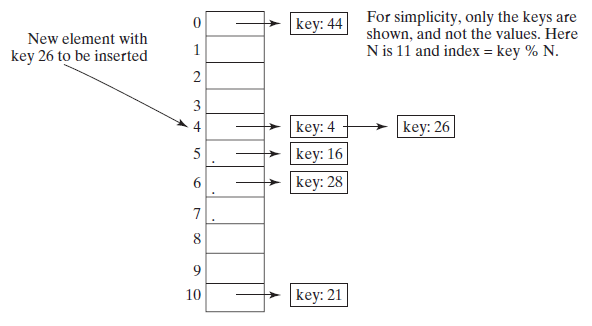 0
key: 44
For simplicity, only the keys are
shown, and not the values. Here
N is 11 and index = key % N.
New element with
key 26 to be inserted
1
2
3
4
key: 4
key: 26
5
key: 16
6
key: 28
7
8
9
10
key: 21